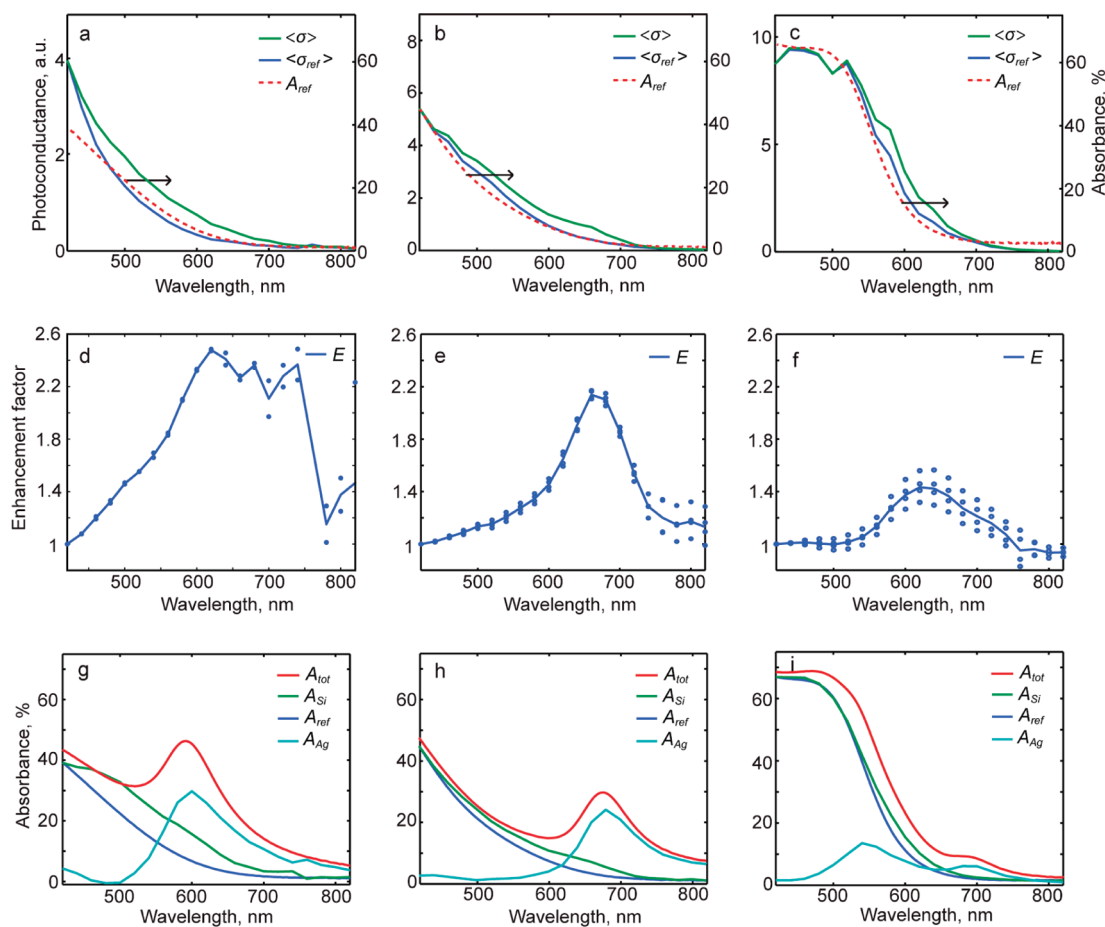 a
<σ>
<σref>
Aref
Photoconductance, a.u.
4
2
0
60
40
20
0
500 600 700 800
Wavelength, nm
b
<σ>
<σref>
Aref
8
6
4
2
0
60
40
20
0
500 600 700 800
Wavelength, nm
c
<σ>
<σref>
Aref
10
5
0
60
40
20
0
Absorbance, %
500 600 700 800
Wavelength, nm
d
E
Enhancement factor
2.6
2.2
1.8
1.4
1
500 600 700 800
Wavelength, nm
e
E
2.6
2.2
1.8
1.4
1
500 600 700 800
Wavelength, nm
f
E
2.6
2.2
1.8
1.4
1
500 600 700 800
Wavelength, nm
g
Atot
ASi
Aref
AAg
Absorbance, %
60
40
20
0
500 600 700 800
Wavelength, nm
h
Atot
ASi
Aref
AAg
60
40
20
0
500 600 700 800
Wavelength, nm
i
Atot
ASi
Aref
AAg
60
40
20
0
500 600 700 800
Wavelength, nm